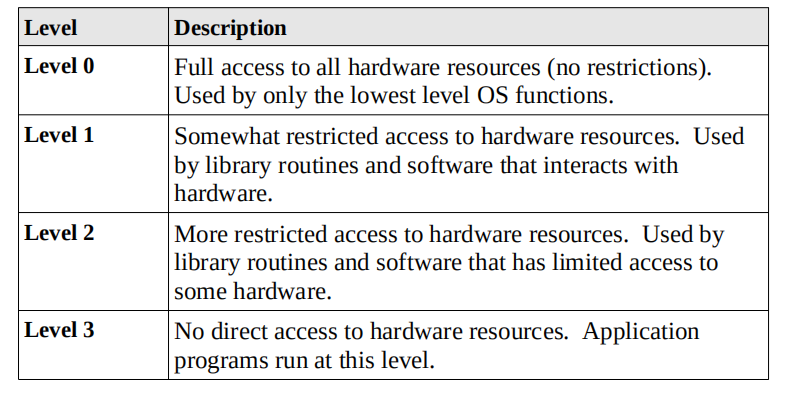 Level Description
Level 0 Full access to all hardware resources (no restrictions).
Used by only the lowest level OS functions.
Level 1 Somewhat restricted access to hardware resources.  Used
by library routines and software that interacts with
hardware.
Level 2 More restricted access to hardware resources.  Used by
library routines and software that has limited access to
some hardware.
Level 3 No direct access to hardware resources.  Application
programs run at this level.